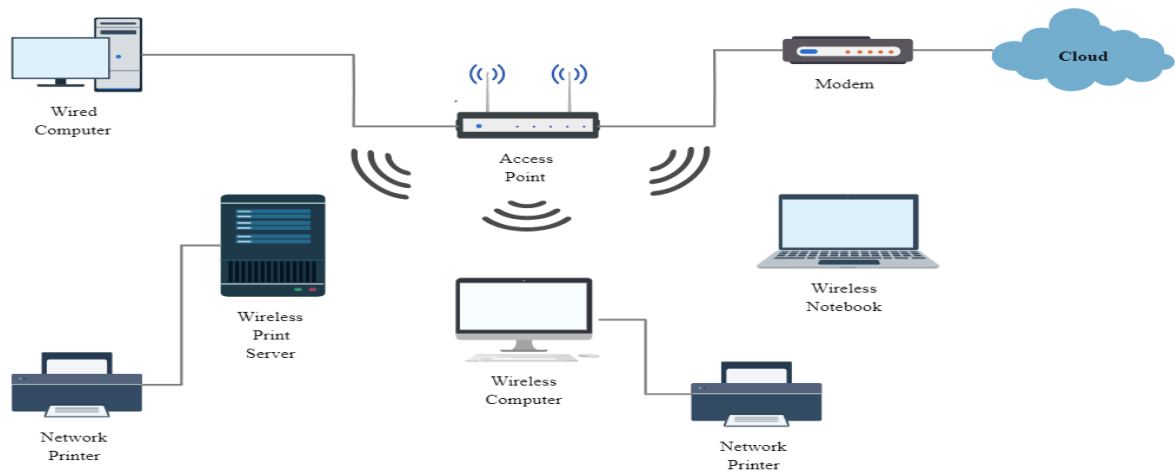 Cloud
Modem
Wired
Computer
Access
Point
Wireless
Notebook
Wireless
Print
Server
Wireless
Computer
Network
Printer
Network
Printer